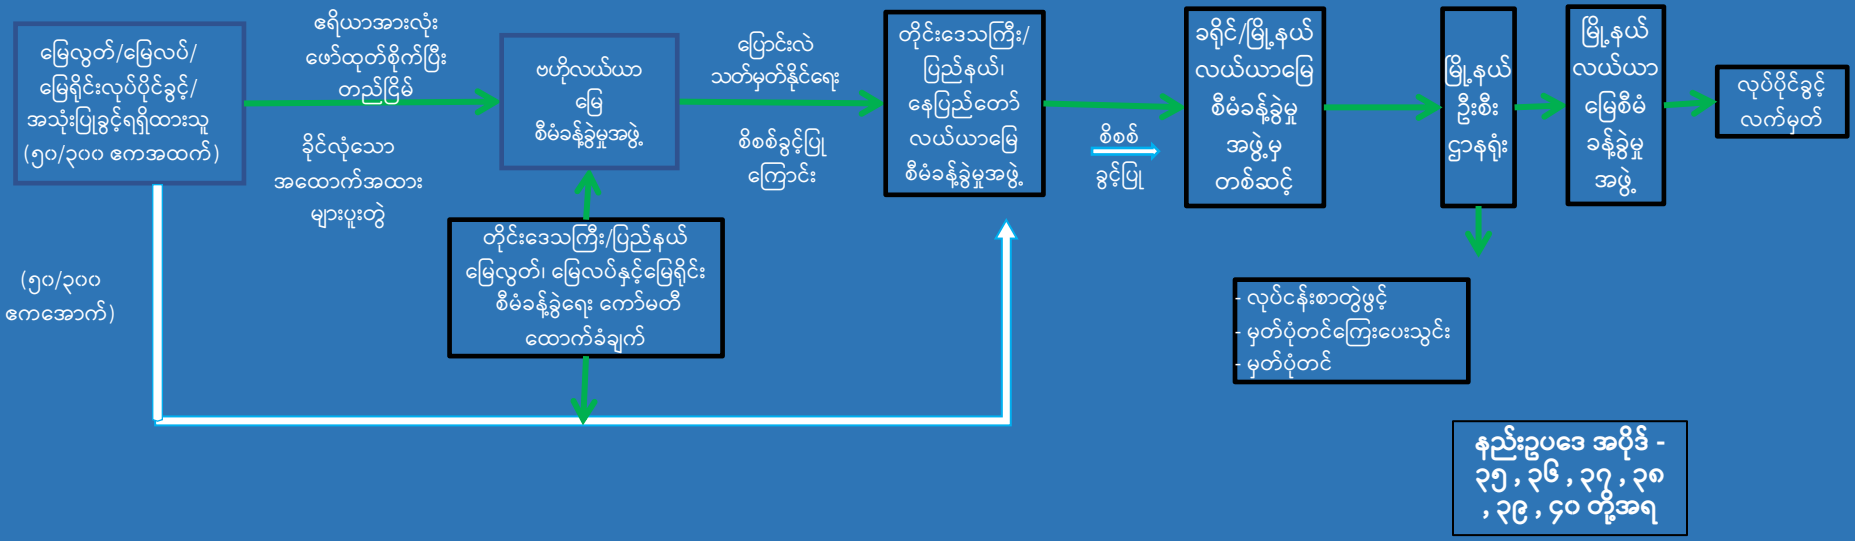 မြေလွတ်/မြေလပ်/
မြေရိုင်းလုပ်ပိုင်ခွင့်/
အသုံးပြုခွင့်ရရှိထားသူ
(၅၀/၃၀၀ ဧကအထက်)
ဧရိယာအားလုံး
ဖော်ထုတ်စိုက်ပြီး
တည်ငြိမ်
ခိုင်လုံသော
အထောက်အထား
များပူးတွဲ
ဗဟိုလယ်ယာ
မြေ
စီမံခန့်ခွဲမှုအဖွဲ့
ပြောင်းလဲ
သတ်မှတ်နိုင်ရေး
စိစစ်ခွင့်ပြု
ကြောင်း
တိုင်းဒေသကြီး/
ပြည်နယ်၊
နေပြည်တော်
လယ်ယာမြေ
စီမံခန့်ခွဲမှုအဖွဲ့
စိစစ်
ခွင့်ပြု
ခရိုင်/မြို့နယ်
လယ်ယာမြေ
စီမံခန့်ခွဲမှု
အဖွဲ့မှ
တစ်ဆင့်
မြို့နယ်
ဦးစီး
ဌာနရုံး
မြို့နယ်
လယ်ယာ
မြေစီမံ
ခန့်ခွဲမှု
အဖွဲ့
လုပ်ပိုင်ခွင့်
လက်မှတ်
(၅၀/၃၀၀
ဧကအောက်)
တိုင်းဒေသကြီး/ပြည်နယ်
မြေလွတ်၊ မြေလပ်နှင့်မြေရိုင်း
စီမံခန့်ခွဲရေး ကော်မတီ
ထောက်ခံချက်
- လုပ်ငန်းစာတွဲဖွင့်
- မှတ်ပုံတင်ကြေးပေးသွင်း
- မှတ်ပုံတင်
နည်းဥပဒေ အပိုဒ် -
၃၅ , ၃၆ , ၃၇ , ၃၈
, ၃၉ , ၄၀ တို့အရ